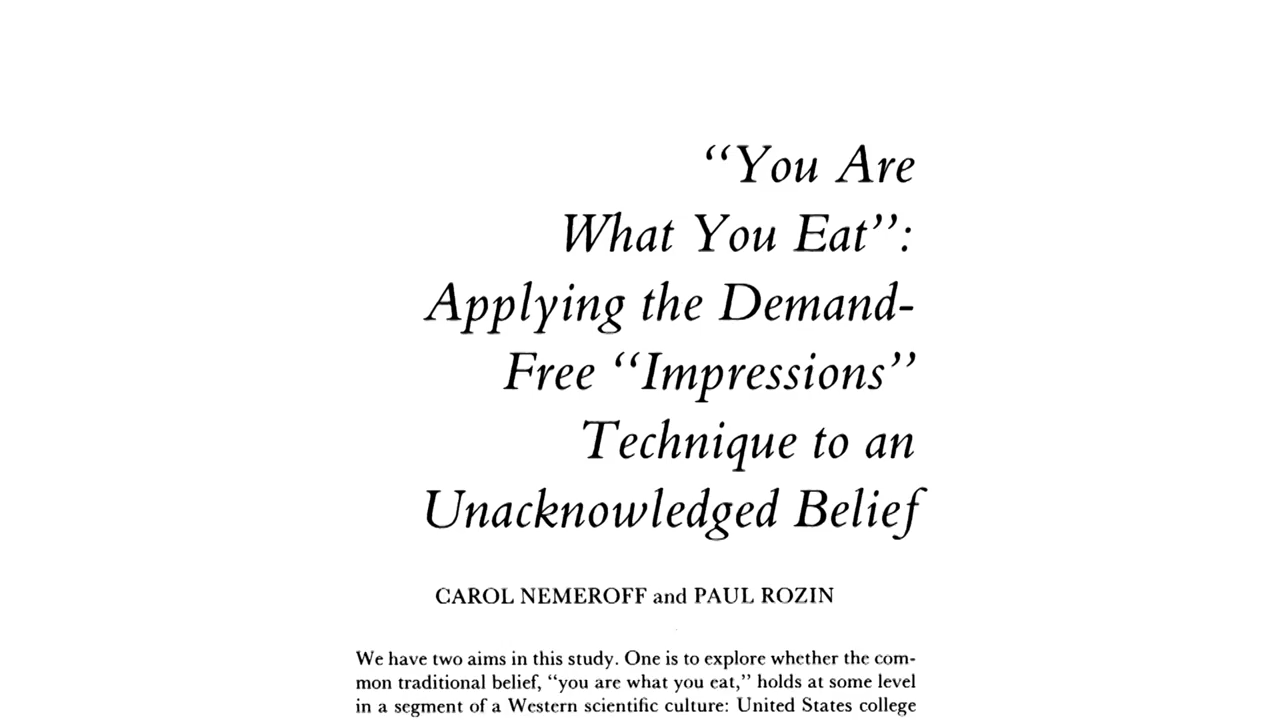 “You Are
What You Eat”:
Applying the Demand-
Free “Impressions”
Technique to an
Unacknowledged Belief
CAROL NEMEROFF and PAUL ROZIN
We have two aims in this study. One is to explore whether the com-
mon traditional belief, “you are what you eat,” holds at some level
in a segment of a Western scientific culture: United States college